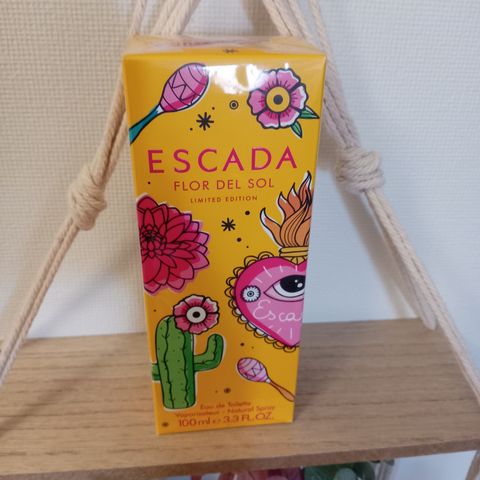 ESCADA
FLOR DEL SOL
LIMITED EDITION
Esca
Eau de Toilette
Vaporisateur - Natural Spray
100 ml e 3.3 FL.OZ.